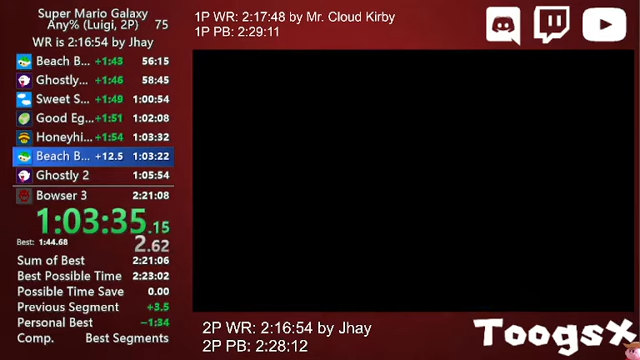 Super Mario Galaxy
Any% (Luigi, 2P) 75
WR is 2:16:54 by Jhay
Beach B... +1:43 56:15
Ghostly... +1:46 58:45
Sweet S... +1:49 1:00:54
Good Eg... +1:51 1:02:08
Honeyhi... +1:54 1:03:32
Beach B... +12.5 1:03:22
Ghostly 2 1:05:54
Bowser 3 2:21:08
1:03:35.15
Best: 1:44.68 2.62
Sum of Best 2:21:06
Best Possible Time 2:23:02
Possible Time Save 0.00
Previous Segment +3.5
Personal Best −1:34
Comp. Best Segments
1P WR: 2:17:48 by Mr. Cloud Kirby
1P PB: 2:29:11
2P WR: 2:16:54 by Jhay
2P PB: 2:28:12
ToogsX